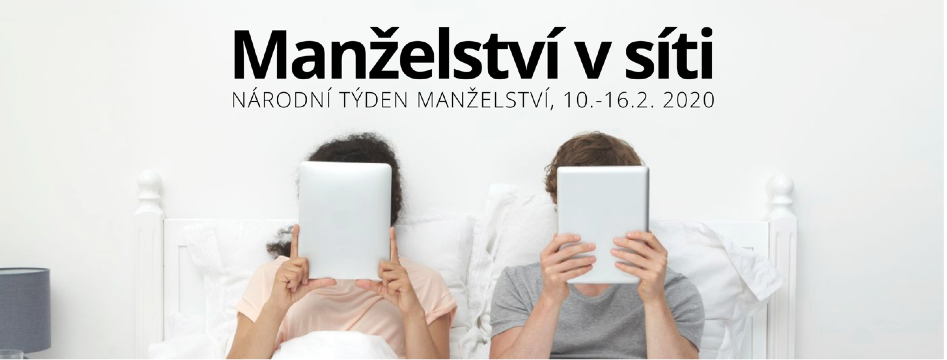 Manželství v síti
NÁRODNÍ TÝDEN MANŽELSTVÍ, 10.-16.2. 2020